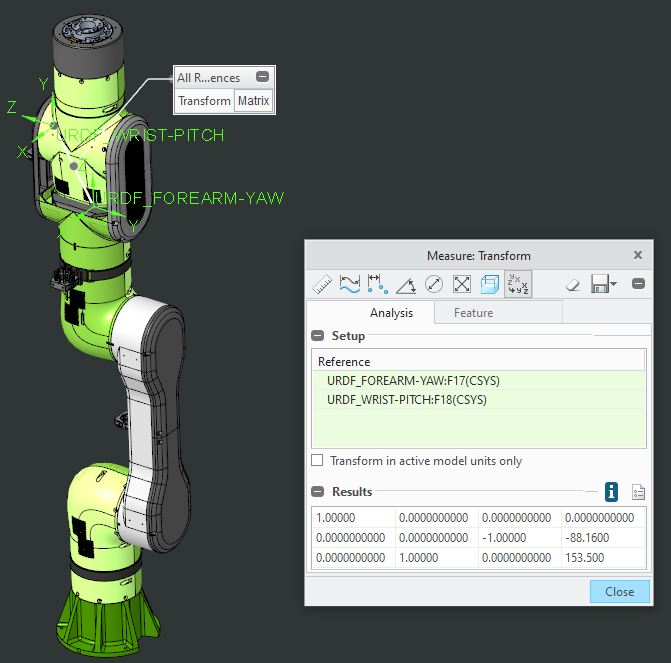 All R...ences
Transform Matrix
Y
Z
X
URDF_WRIST-PITCH
Z
URDF_FOREARM-YAW
X
Y
Measure: Transform
Analysis Feature
Setup
Reference
URDF_FOREARM-YAW:F17(CSYS)
URDF_WRIST-PITCH:F18(CSYS)
Transform in active model units only
Results
1.00000 0.0000000000 0.0000000000 0.0000000000
0.0000000000 0.0000000000 -1.00000 -88.1600
0.0000000000 1.00000 0.0000000000 153.500
Close